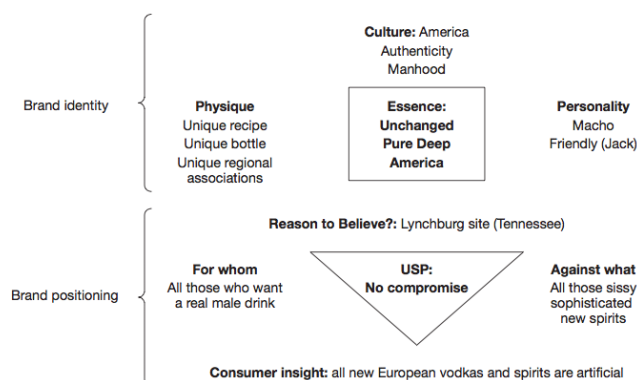 Culture: America
Authenticity
Manhood
Brand identity
Physique
Unique recipe
Unique bottle
Unique regional
associations
Essence:
Unchanged
Pure Deep
America
Personality
Macho
Friendly (Jack)
Reason to Believe?: Lynchburg site (Tennessee)
Brand positioning
For whom
All those who want
a real male drink
USP:
No compromise
Against what
All those sissy
sophisticated
new spirits
Consumer insight: all new European vodkas and spirits are artificial